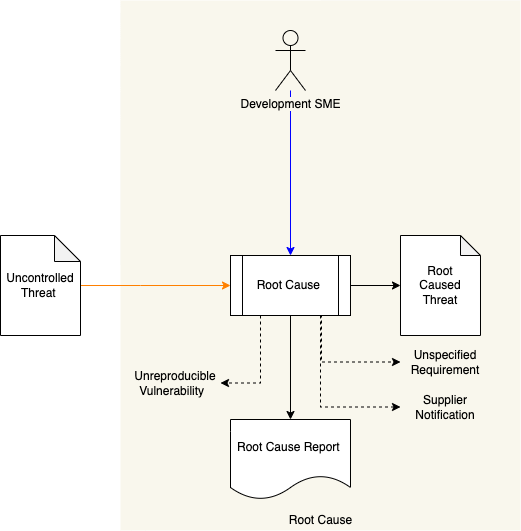 Development SME
Uncontrolled
Threat
Root Cause
Root
Caused
Threat
Unspecified
Requirement
Unreproducible
Vulnerability
Supplier
Notification
Root Cause Report
Root Cause